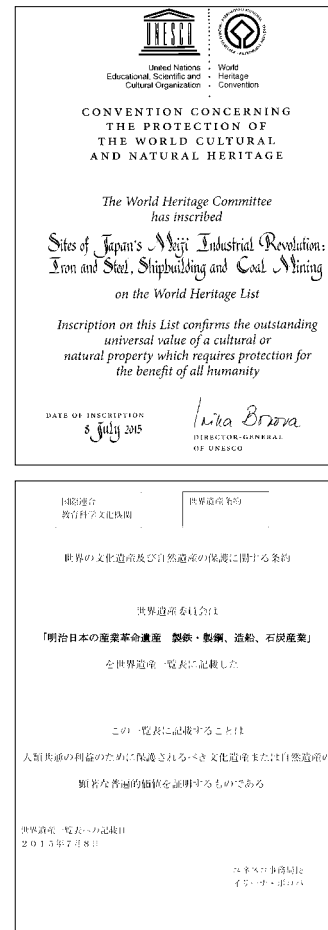 UNESCO
United Nations
Educational, Scientific and
Cultural Organization
World
Heritage
Convention
CONVENTION CONCERNING
THE PROTECTION OF
THE WORLD CULTURAL
AND NATURAL HERITAGE
The World Heritage Committee
has inscribed
Sites of Japan's Meiji Industrial Revolution:
Iron and Steel, Shipbuilding and Coal Mining
on the World Heritage List
Inscription on this List confirms the outstanding
universal value of a cultural or
natural property which requires protection for
the benefit of all humanity
DATE OF INSCRIPTION
8 July 2015
Irina Bokova
DIRECTOR-GENERAL
OF UNESCO
国際連合
教育科学文化機関
世界遺産条約
世界の文化遺産及び自然遺産の保護に関する条約
世界遺産委員会は
「明治日本の産業革命遺産 製鉄・製鋼、造船、石炭産業」
を世界遺産一覧表に記載した
この一覧表に記載することは
人類共通の利益のために保護されるべき文化遺産または自然遺産の
顕著な普遍的価値を証明するものである
世界遺産一覧表への記載日
2015年7月8日
ユネスコ事務局長
イリーナ・ボコバ